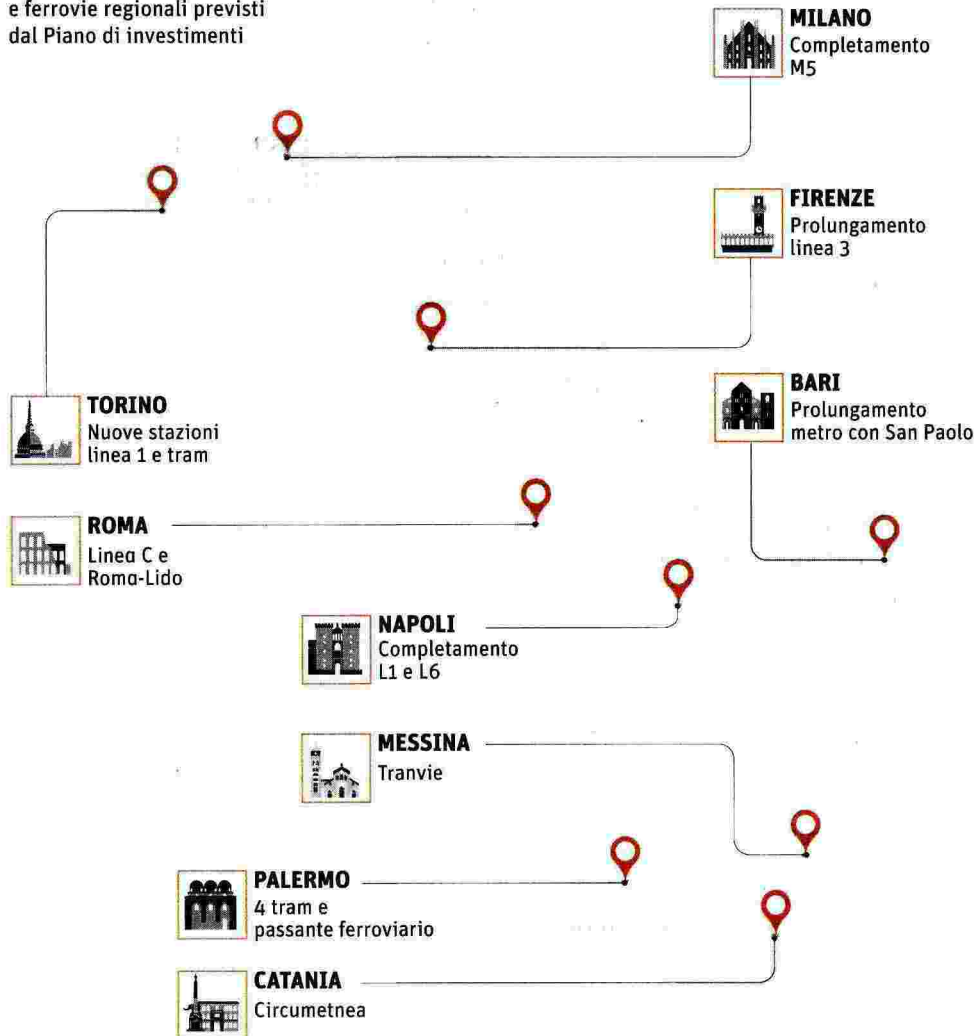 e ferrovie regionali previsti
dal Piano di investimenti
MILANO
Completamento
M5
FIRENZE
Prolungamento
linea 3
TORINO
Nuove stazioni
linea 1 e tram
BARI
Prolungamento
metro con San Paolo
ROMA
Linea C e
Roma-Lido
NAPOLI
Completamento
L1 e L6
MESSINA
Tranvie
PALERMO
4 tram e
passante ferroviario
CATANIA
Circumetnea